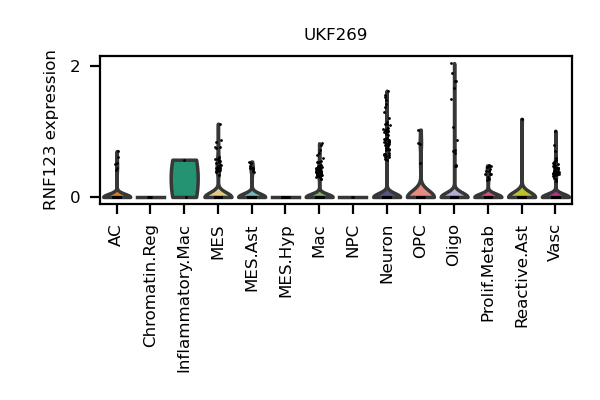 UKF269
RNF123 expression
2
0
AC
Chromatin.Reg
Inflammatory.Mac
MES
MES.Ast
MES.Hyp
Mac
NPC
Neuron
OPC
Oligo
Prolif.Metab
Reactive.Ast
Vasc